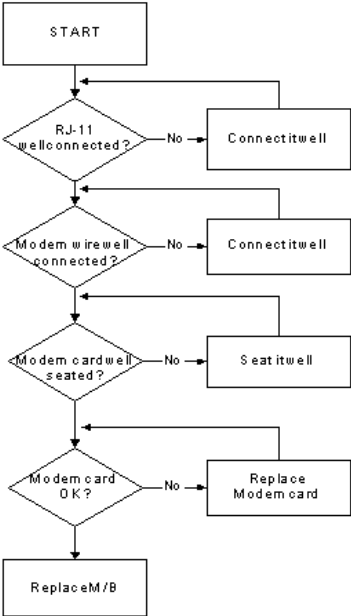 START
RJ-11
wellconnected?
No
Connectitwell
Modem wirewell
connected?
No
Connectitwell
Modem cardwell
seated?
No
Seatitwell
Modem card
OK?
No
Replace
Modem card
ReplaceM/B